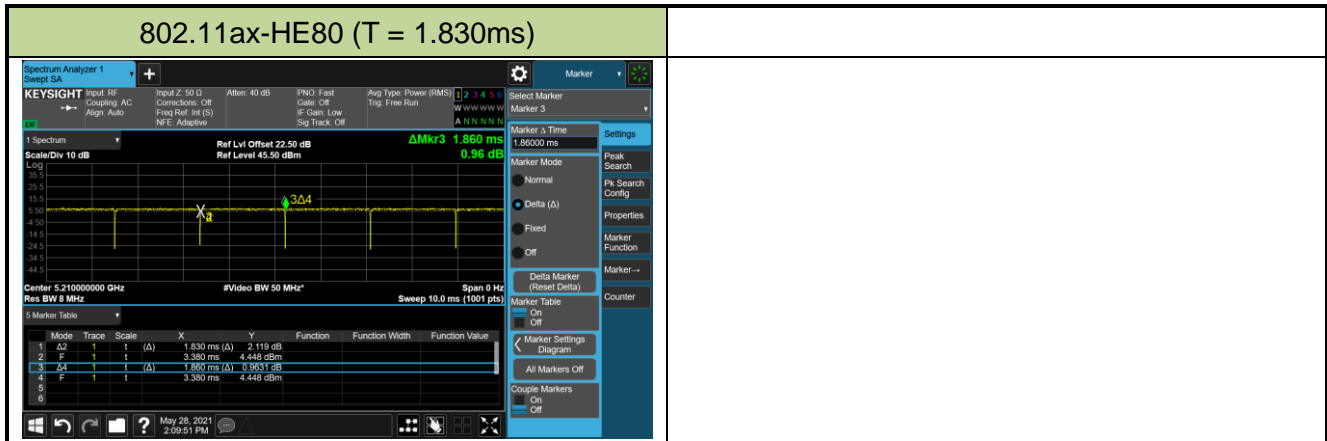 802.11ax-HE80 (T = 1.830ms)
Spectrum Analyzer 1
Swept SA
Marker
KEYSIGHT Input: RF Input Z: 50 Ω Atten: 40 dB PNO: Fast Avg Type: Power (RMS) 1 2 3 4 5 6
Coupling: AC Corrections: Off Gate: Off Trig: Free Run W W W W W W
Align: Auto Freq Ref: Int (S) IF Gain: Low A N N N N N
NFE: Adaptive Sig Track: Off
Select Marker
Marker 3
1 Spectrum
Ref Lvl Offset 22.50 dB
ΔMkr3 1.860 ms
Scale/Div 10 dB
Ref Level 45.50 dBm
0.96 dB
Log
35.5
25.5
15.5
5.50
-4.50
-14.5
-24.5
-34.5
-44.5
3Δ4
Center 5.210000000 GHz #Video BW 50 MHz* Span 0 Hz
Res BW 8 MHz Sweep 10.0 ms (1001 pts)
5 Marker Table
Mode Trace Scale X Y Function Function Width Function Value
1 Δ2 1 t (Δ) 1.830 ms (Δ) 2.119 dB
2 F 1 t 3.380 ms 4.448 dBm
3 Δ4 1 t (Δ) 1.860 ms (Δ) 0.9631 dB
4 F 1 t 3.380 ms 4.448 dBm
5
6
May 28, 2021
2:09:51 PM
Marker Δ Time
1.86000 ms
Marker Mode
Normal
Delta (Δ)
Fixed
Off
Delta Marker
(Reset Delta)
Marker Table
On
Off
Marker Settings
Diagram
All Markers Off
Couple Markers
On
Off
Settings
Peak
Search
Pk Search
Config
Properties
Marker
Function
Marker→
Counter